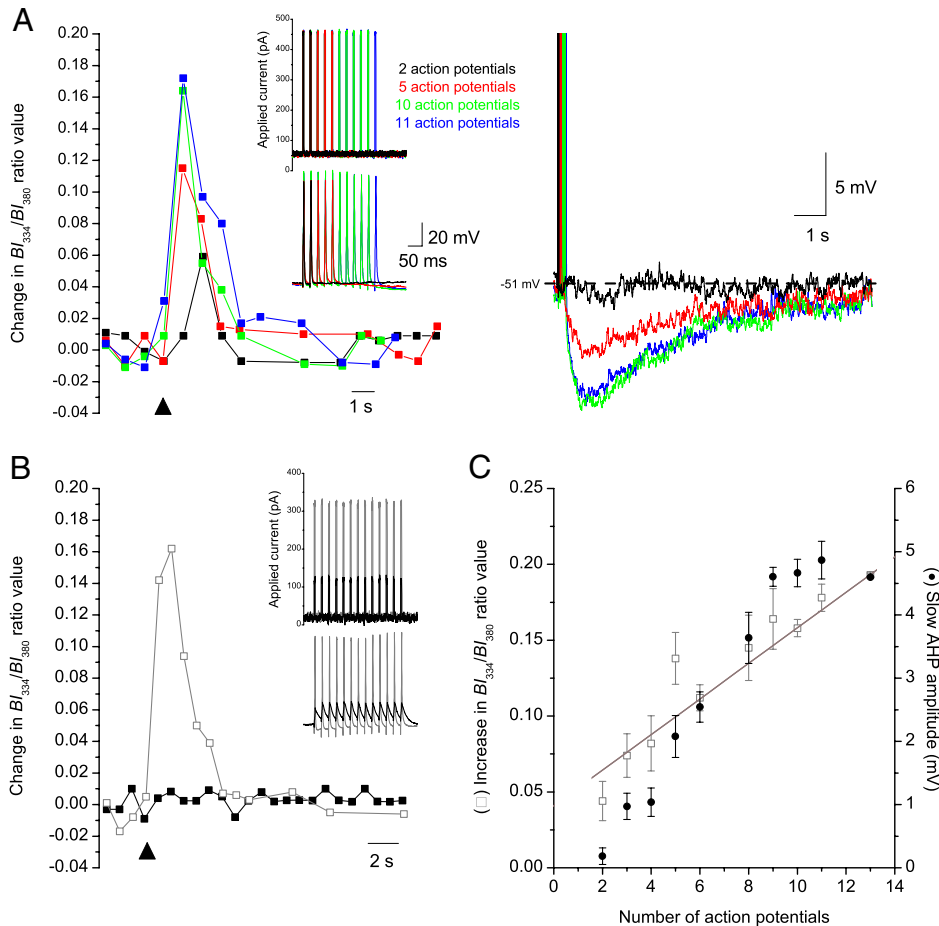 A
0.20
0.18
0.16
0.14
0.12
0.10
0.08
0.06
0.04
0.02
0.00
-0.02
-0.04
Change in BI334/BI380 ratio value
1 s
500
400
300
200
100
0
Applied current (pA)
2 action potentials
5 action potentials
10 action potentials
11 action potentials
20 mV
50 ms
-51 mV
5 mV
1 s
B
0.20
0.18
0.16
0.14
0.12
0.10
0.08
0.06
0.04
0.02
0.00
-0.02
-0.04
Change in BI334/BI380 ratio value
2 s
400
300
200
100
0
Applied current (pA)
C
0.25
0.20
0.15
0.10
0.05
0.00
(□) Increase in BI334/BI380 ratio value
6
5
4
3
2
1
0
(●) Slow AHP amplitude (mV)
0 2 4 6 8 10 12 14
Number of action potentials